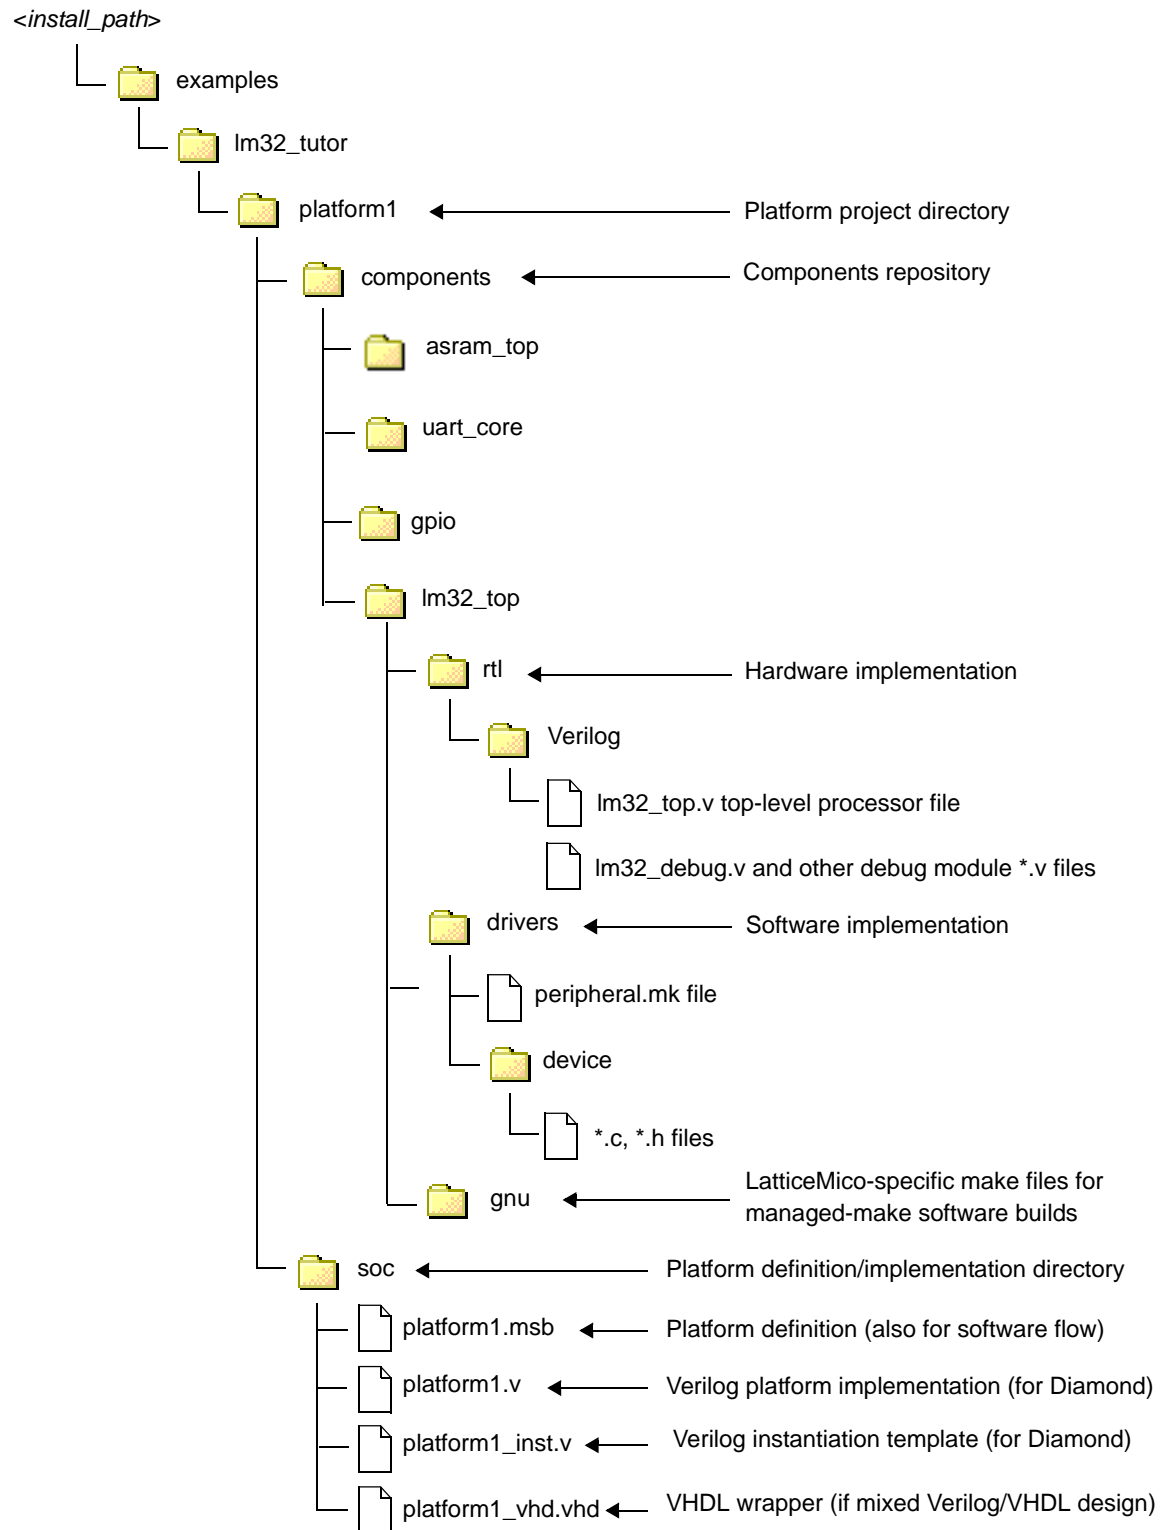 <install_path>
examples
lm32_tutor
platform1
Platform project directory
components
Components repository
asram_top
uart_core
gpio
lm32_top
rtl
Hardware implementation
Verilog
lm32_top.v top-level processor file
lm32_debug.v and other debug module *.v files
drivers
Software implementation
peripheral.mk file
device
*.c, *.h files
gnu
LatticeMico-specific make files for
managed-make software builds
soc
Platform definition/implementation directory
platform1.msb
Platform definition (also for software flow)
platform1.v
Verilog platform implementation (for Diamond)
platform1_inst.v
Verilog instantiation template (for Diamond)
platform1_vhd.vhd
VHDL wrapper (if mixed Verilog/VHDL design)